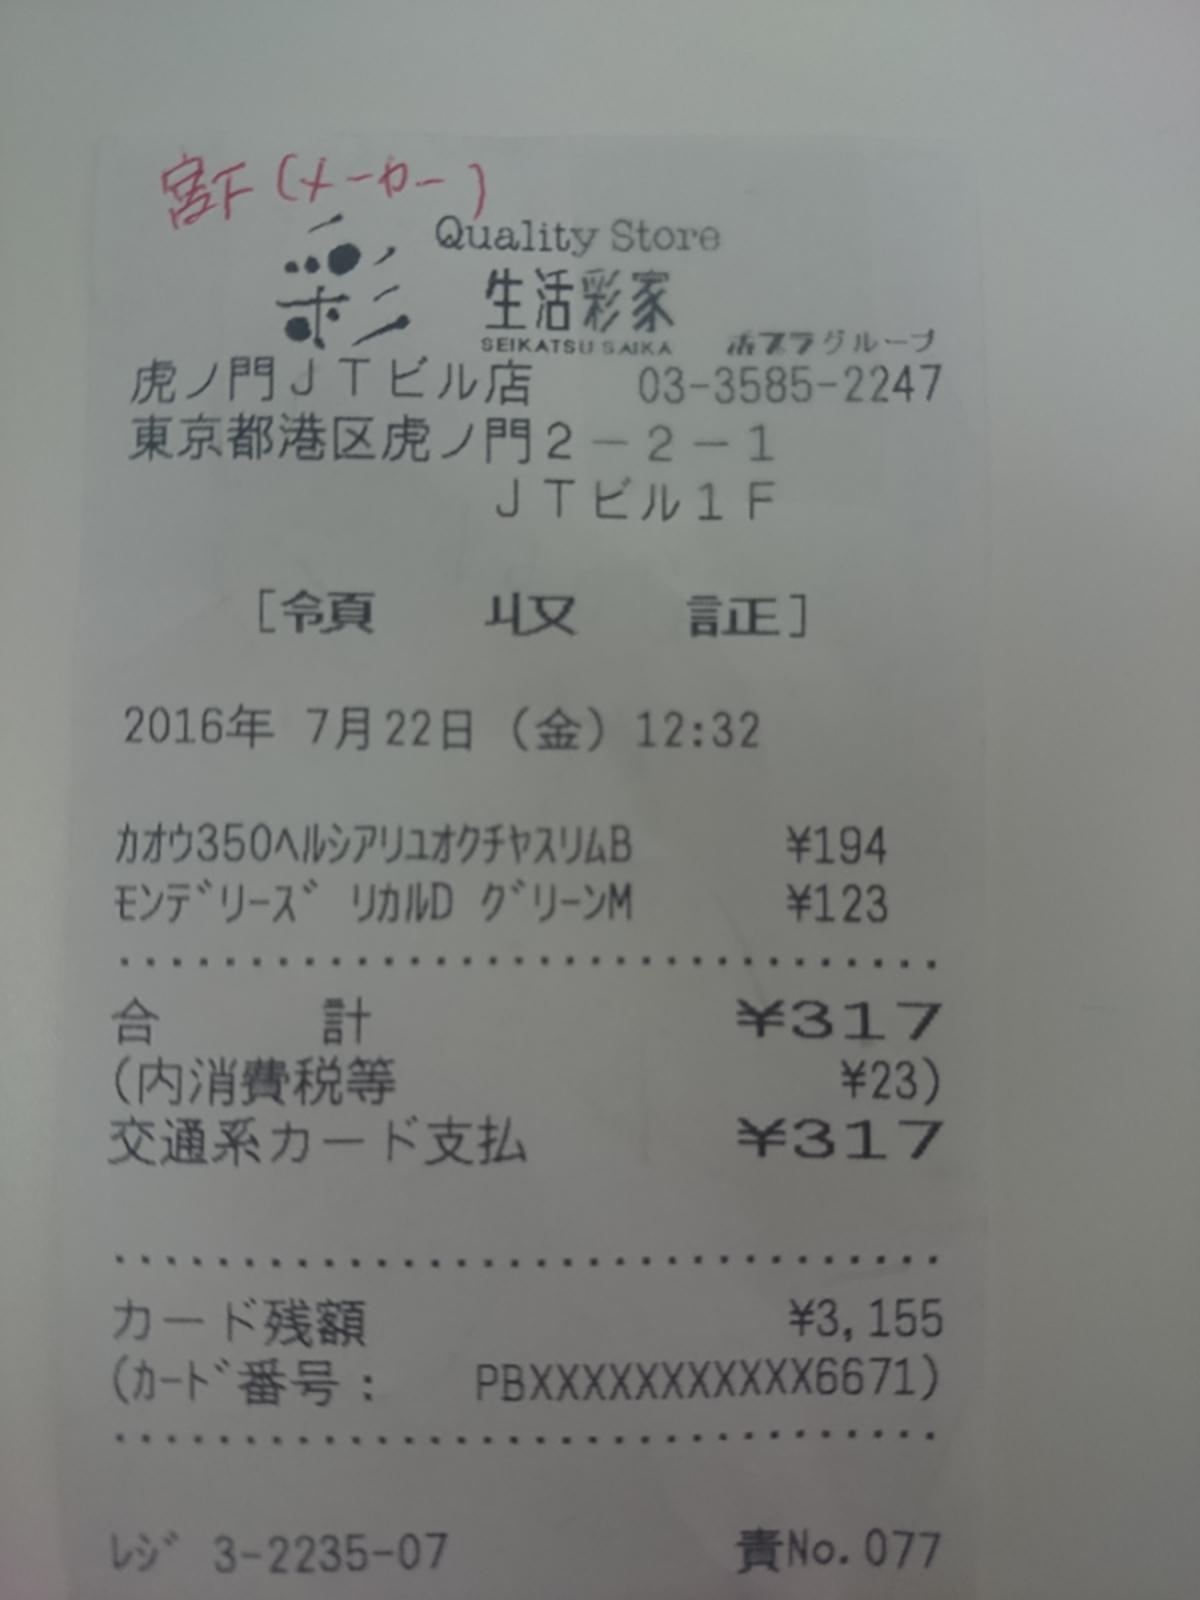 宮下(メーカー)
Quality Store
生活彩家
SEIKATSU SAIKA ポプラグループ
虎ノ門JTビル店 03-3585-2247
東京都港区虎ノ門2-2-1
JTビル1F
[領 収 証]
2016年 7月22日(金) 12:32
ｶｵｳ350ﾍﾙｼｱﾘﾕｵｸﾁﾔｽﾘﾑB ¥194
ﾓﾝﾃﾞﾘｰｽﾞ ﾘｶﾙD ｸﾞﾘｰﾝM ¥123
合 計 ¥317
(内消費税等 ¥23)
交通系カード支払 ¥317
カード残額 ¥3,155
(ｶｰﾄﾞ番号: PBXXXXXXXXXXX6671)
ﾚｼﾞ 3-2235-07 責No.077